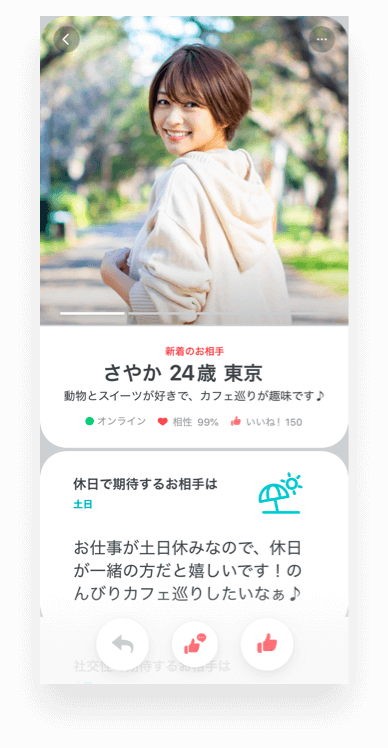 新着のお相手
さやか 24歳 東京
動物とスイーツが好きで、カフェ巡りが趣味です♪
オンライン 相性 99% いいね! 150
休日で期待するお相手は
土日
お仕事が土日休みなので、休日
が一緒の方だと嬉しいです！の
んびりカフェ巡りしたいなぁ♪
社交性で期待するお相手は